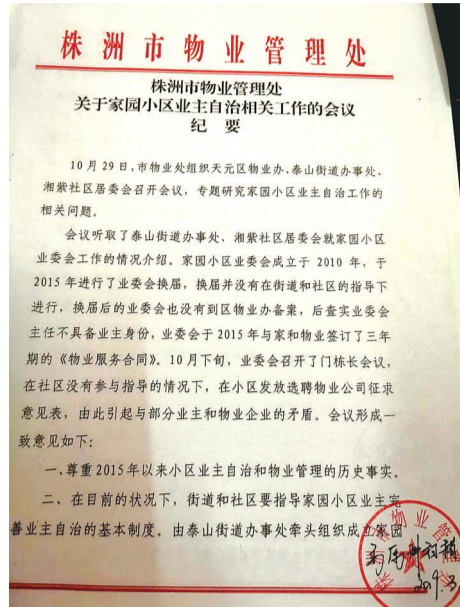 株洲市物业管理处
株洲市物业管理处
关于家园小区业主自治相关工作的会议
纪 要
10月29日,市物业处组织天元区物业办、泰山街道办事处、
湘紫社区居委会召开会议，专题研究家园小区业主自治工作的
相关问题。
会议听取了泰山街道办事处、湘紫社区居委会就家园小区
业委会工作的情况介绍。家园小区业委会成立于 2010 年，于
2015年进行了业委会换届，换届并没有在街道和社区的指导下
进行，换届后的业委会也没有到区物业办备案，后查实业委会
主任不具备业主身份，业委会于2015年与家和物业签订了三年
期的《物业服务合同》。10月下旬，业委会召开了门栋长会议，
在社区没有参与指导的情况下，在小区发放选聘物业公司征求
意见表，由此引起与部分业主和物业企业的矛盾。会议形成一
致意见如下:
一、尊重2015年以来小区业主自治和物业管理的历史事实。
二、在目前的状况下，街道和社区要指导家园小区业主完
善业主自治的基本制度。由泰山街道办事处牵头组织成立家园